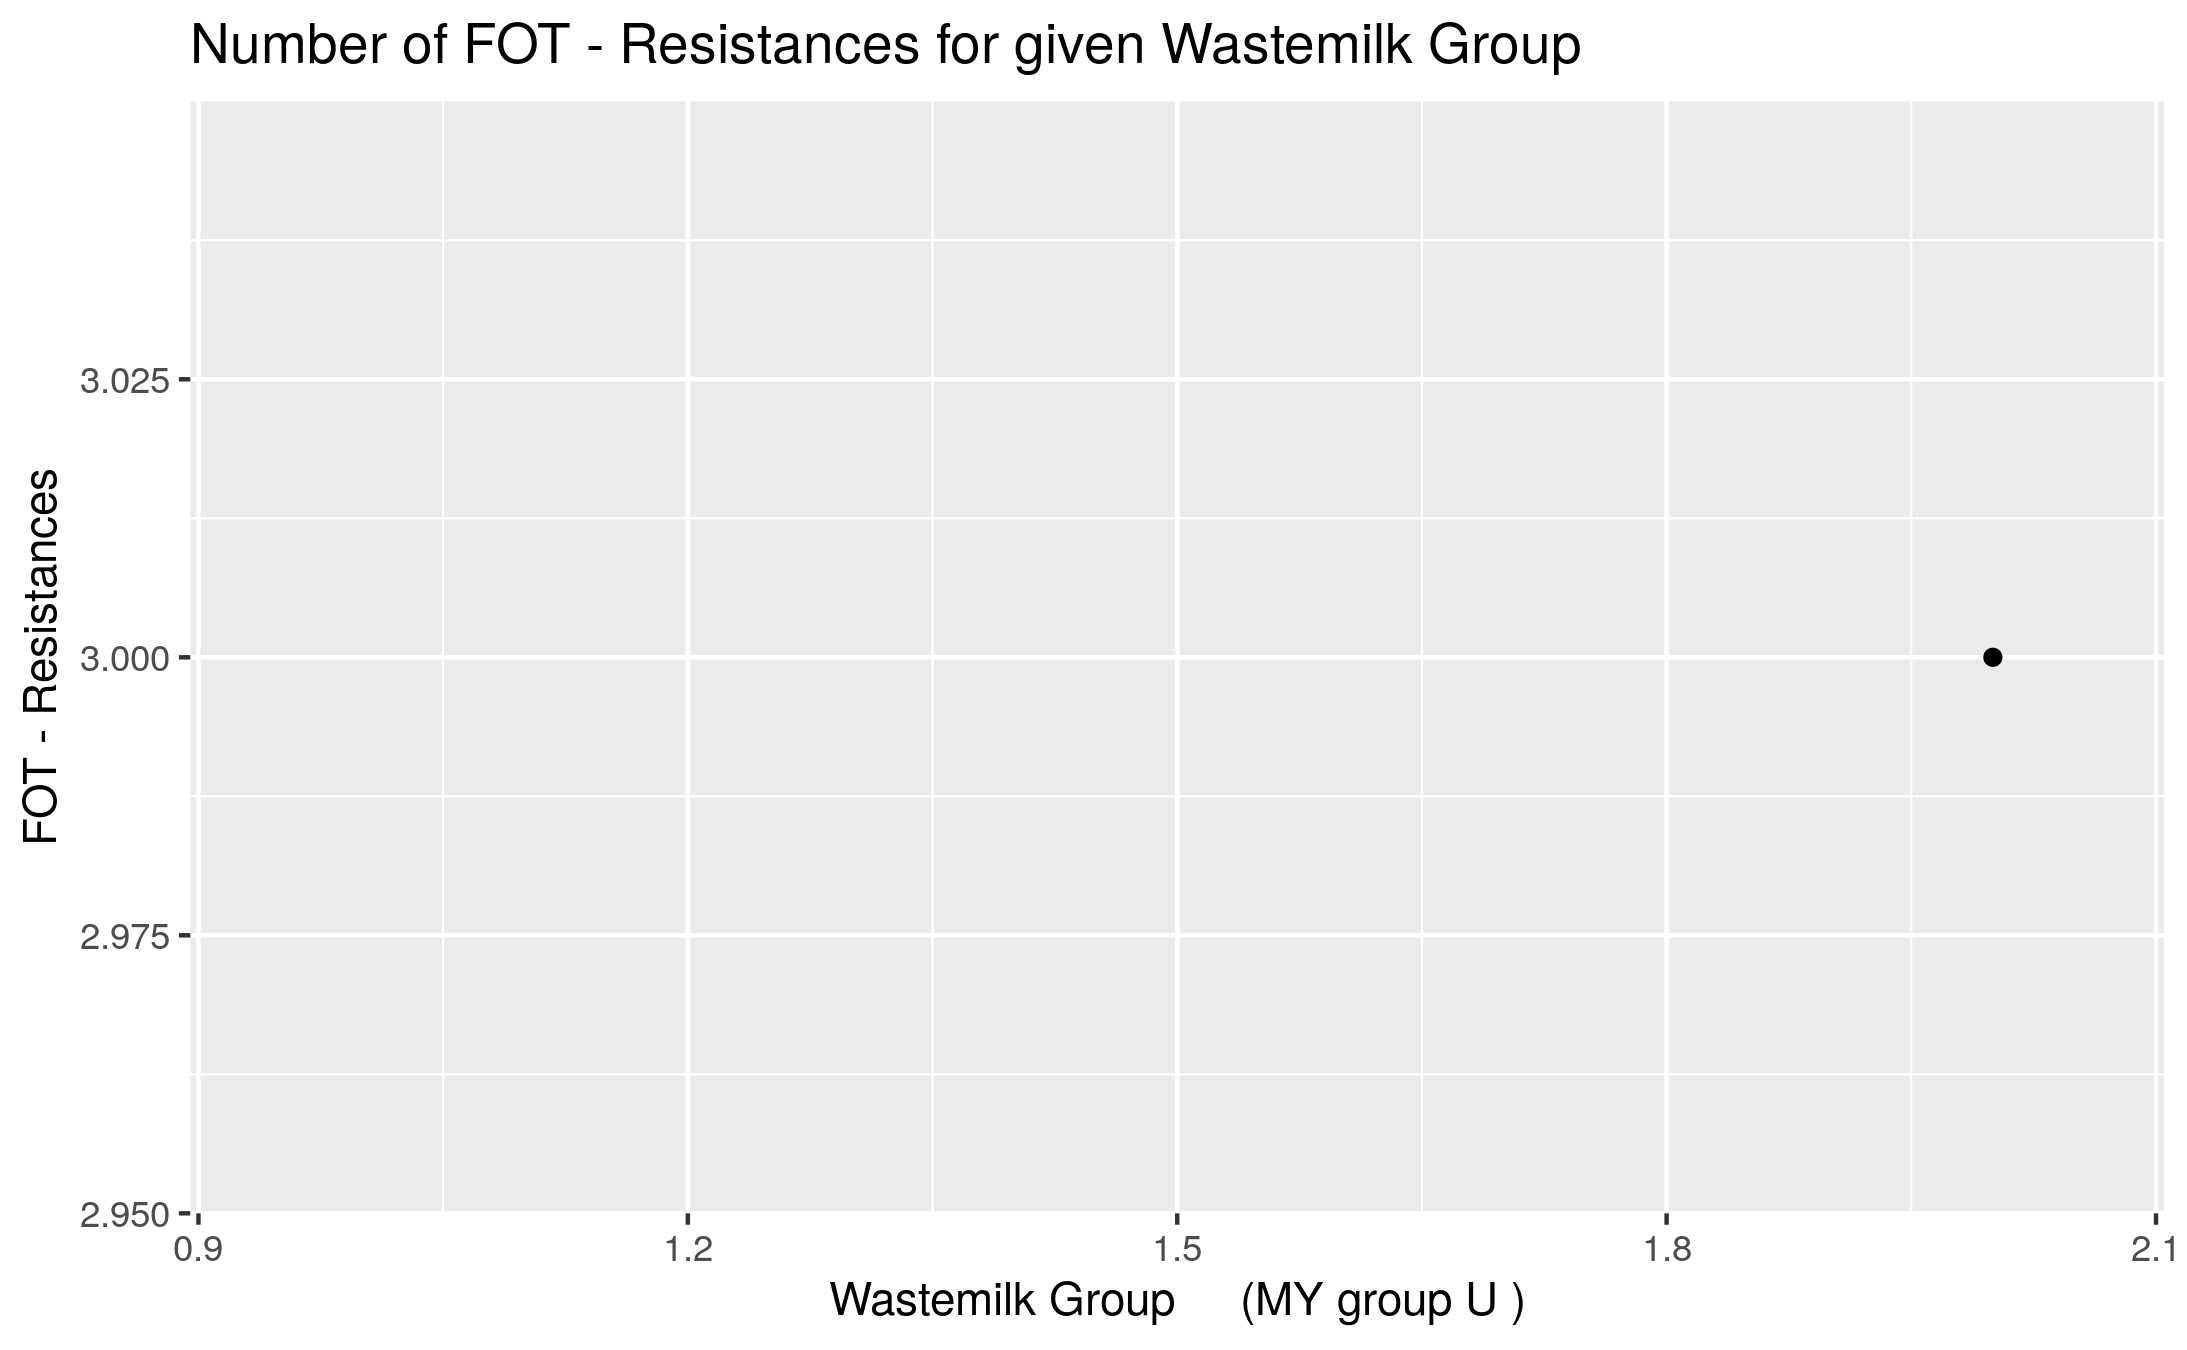 Number of FOT - Resistances for given Wastemilk Group
FOT - Resistances
3.025
3.000
2.975
2.950
0.9 1.2 1.5 1.8 2.1
Wastemilk Group (MY group U )